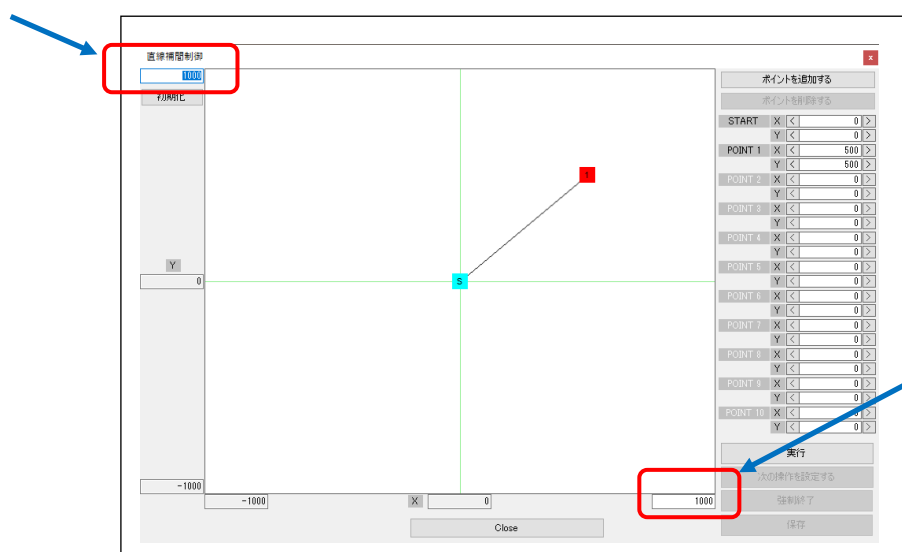 直線補間制御
x
1000
初期化
Y
0
-1000
-1000
X
0
1000
Close
S
1
ポイントを追加する
ポイントを削除する
START X < 0 >
Y < 0 >
POINT 1 X < 500 >
Y < 500 >
POINT 2 X < 0 >
Y < 0 >
POINT 3 X < 0 >
Y < 0 >
POINT 4 X < 0 >
Y < 0 >
POINT 5 X < 0 >
Y < 0 >
POINT 6 X < 0 >
Y < 0 >
POINT 7 X < 0 >
Y < 0 >
POINT 8 X < 0 >
Y < 0 >
POINT 9 X < 0 >
Y < 0 >
POINT 10 X < 0 >
Y < 0 >
実行
次の操作を設定する
強制終了
保存